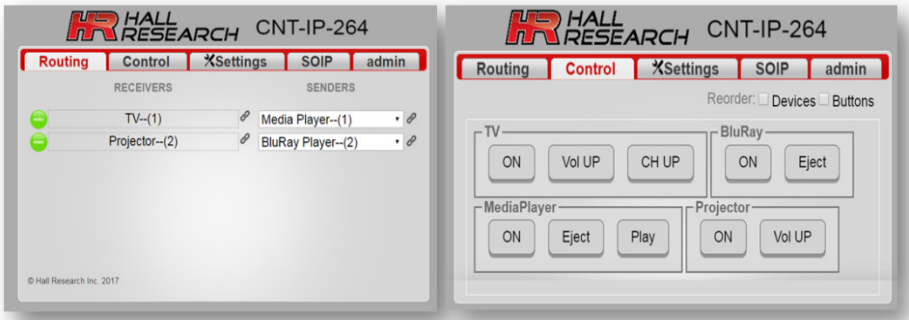 HR HALL RESEARCH CNT-IP-264
Routing Control Settings SOIP admin
RECEIVERS SENDERS
TV--(1) Media Player--(1)
Projector--(2) BluRay Player--(2)
© Hall Research Inc. 2017
HR HALL RESEARCH CNT-IP-264
Routing Control Settings SOIP admin
Reorder: Devices Buttons
TV
ON Vol UP CH UP
BluRay
ON Eject
MediaPlayer
ON Eject Play
Projector
ON Vol UP